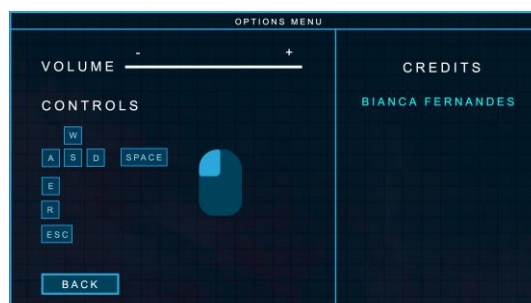 OPTIONS MENU
- +
VOLUME
CONTROLS
W
A S D SPACE
E
R
ESC
BACK
CREDITS
BIANCA FERNANDES